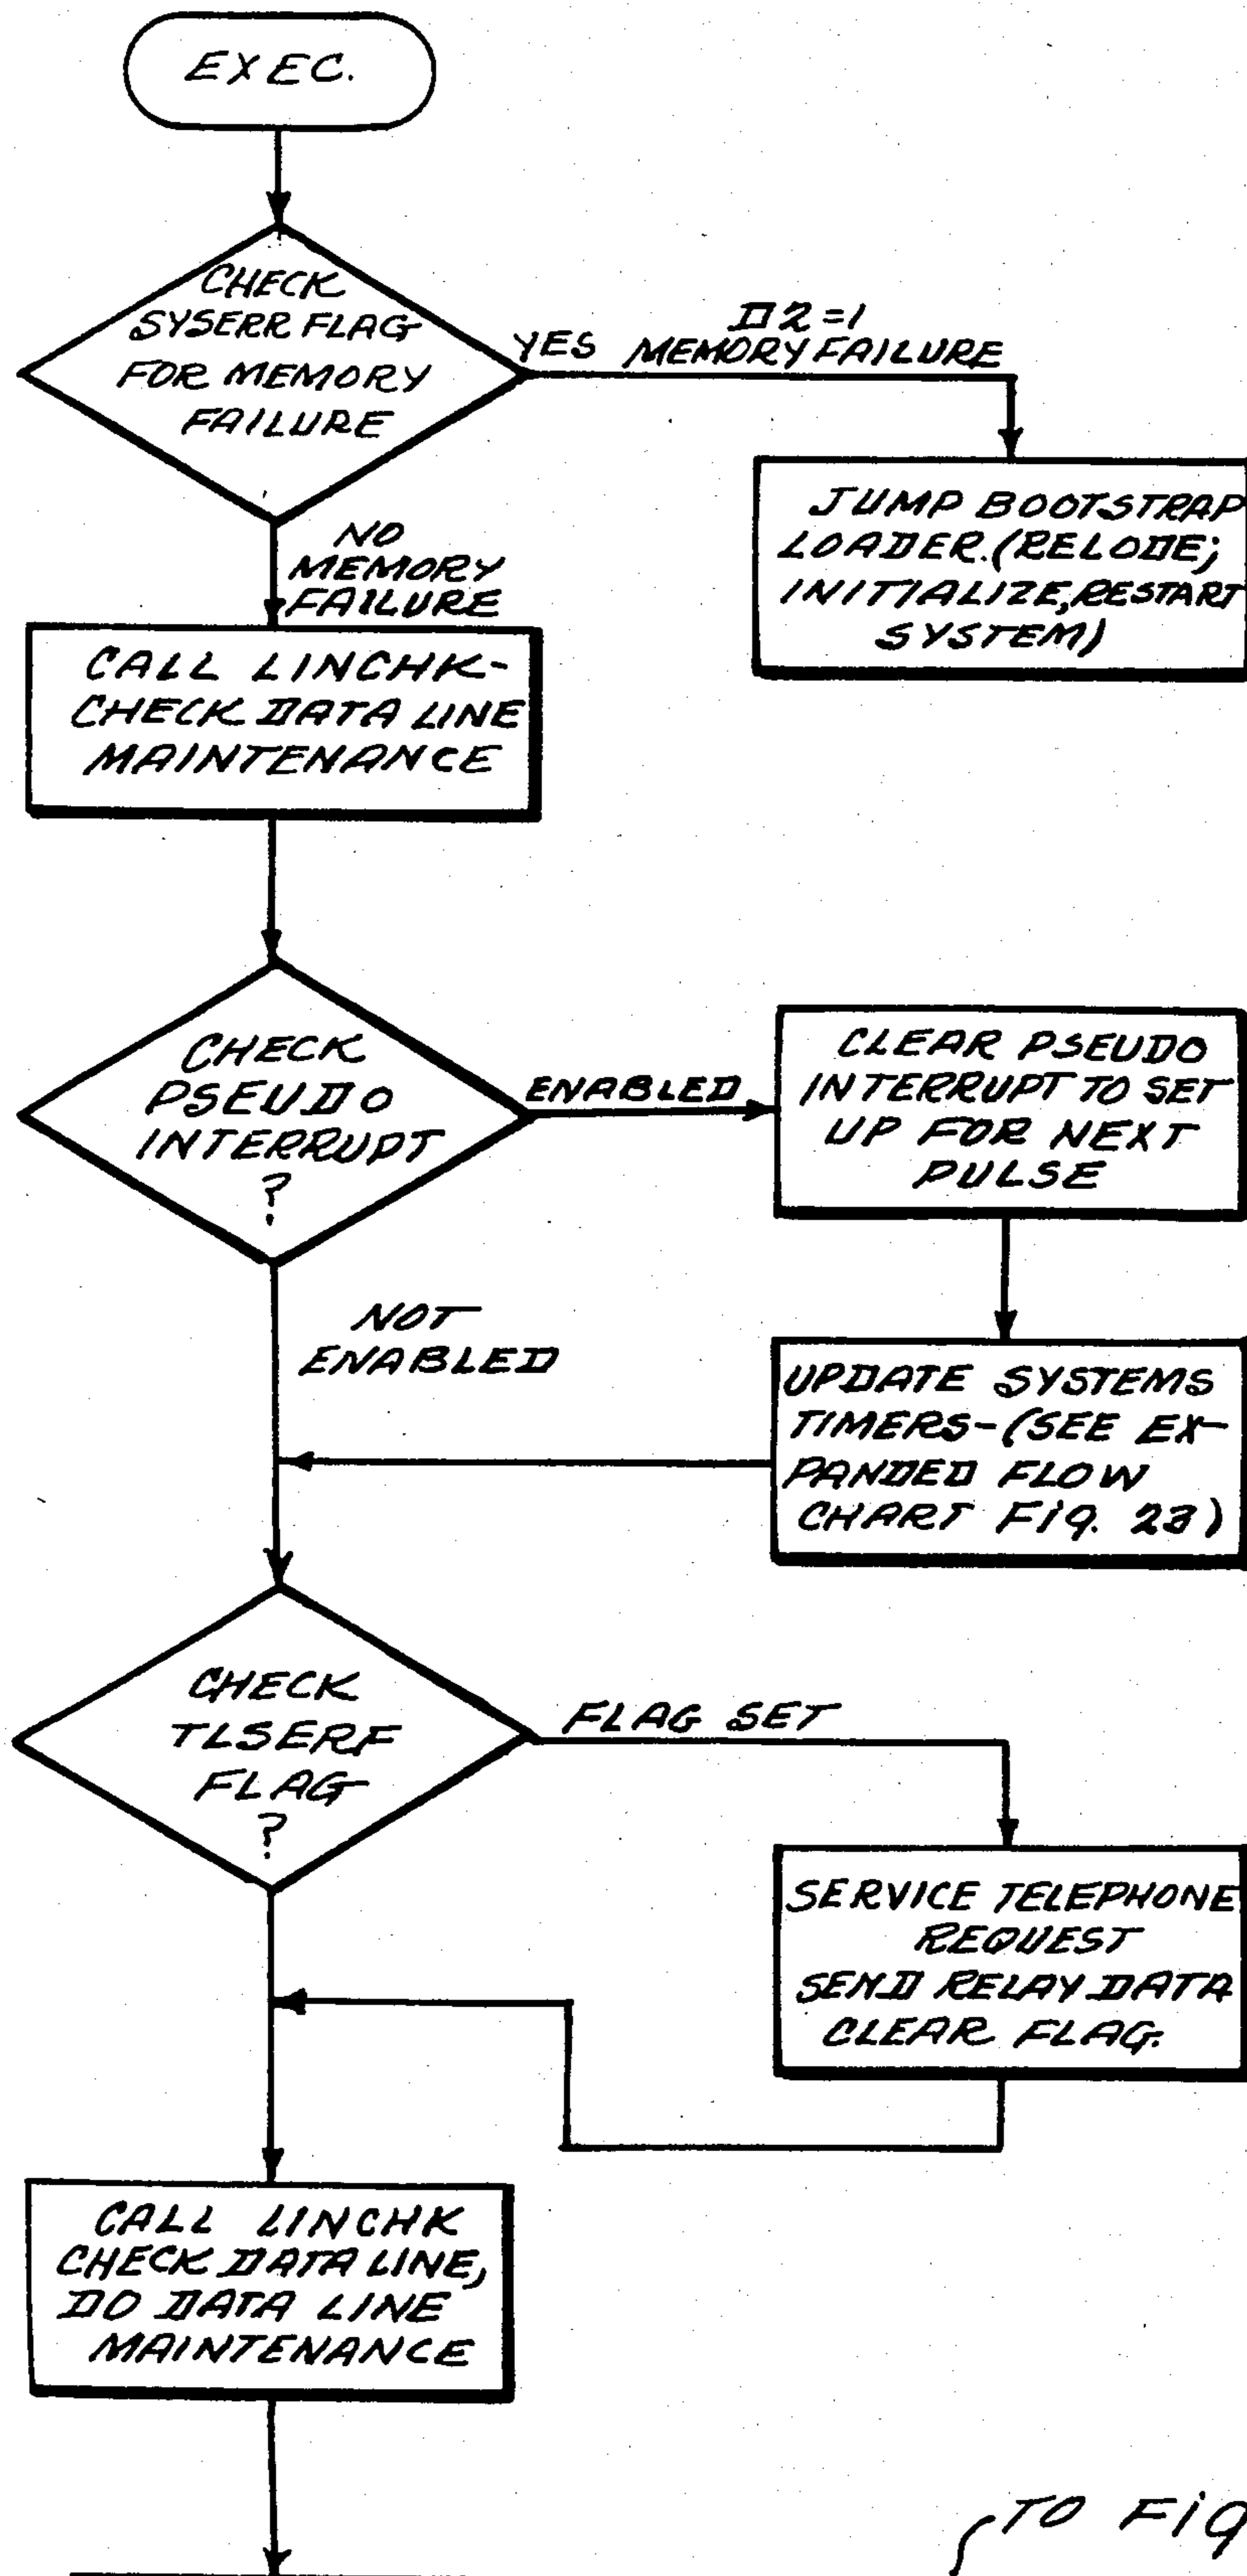 EXEC.
CHECK
SYSERR FLAG
FOR MEMORY
FAILURE
YES
D2=1
MEMORY FAILURE
JUMP BOOTSTRAP
LOADER.(RELODE;
INITIALIZE,RESTART
SYSTEM)
NO
MEMORY
FAILURE
CALL LINCHK-
CHECK DATA LINE
MAINTENANCE
CHECK
PSEUDO
INTERRUPT
?
ENABLED
CLEAR PSEUDO
INTERRUPT TO SET
UP FOR NEXT
PULSE
NOT
ENABLED
UPDATE SYSTEMS
TIMERS-(SEE EX-
PANDED FLOW
CHART Fig. 23)
CHECK
TLSERF
FLAG
?
FLAG SET
SERVICE TELEPHONE
REQUEST
SEND RELAY DATA
CLEAR FLAG.
CALL LINCHK
CHECK DATA LINE,
DO DATA LINE
MAINTENANCE
TO Fig